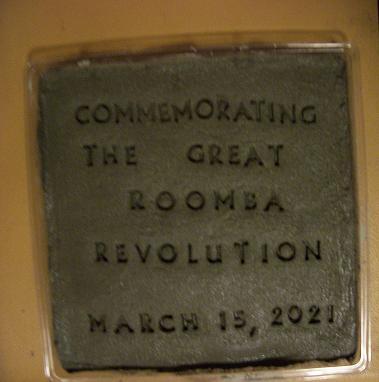 COMMEMORATING
THE GREAT
ROOMBA
REVOLUTION
MARCH 15, 2021